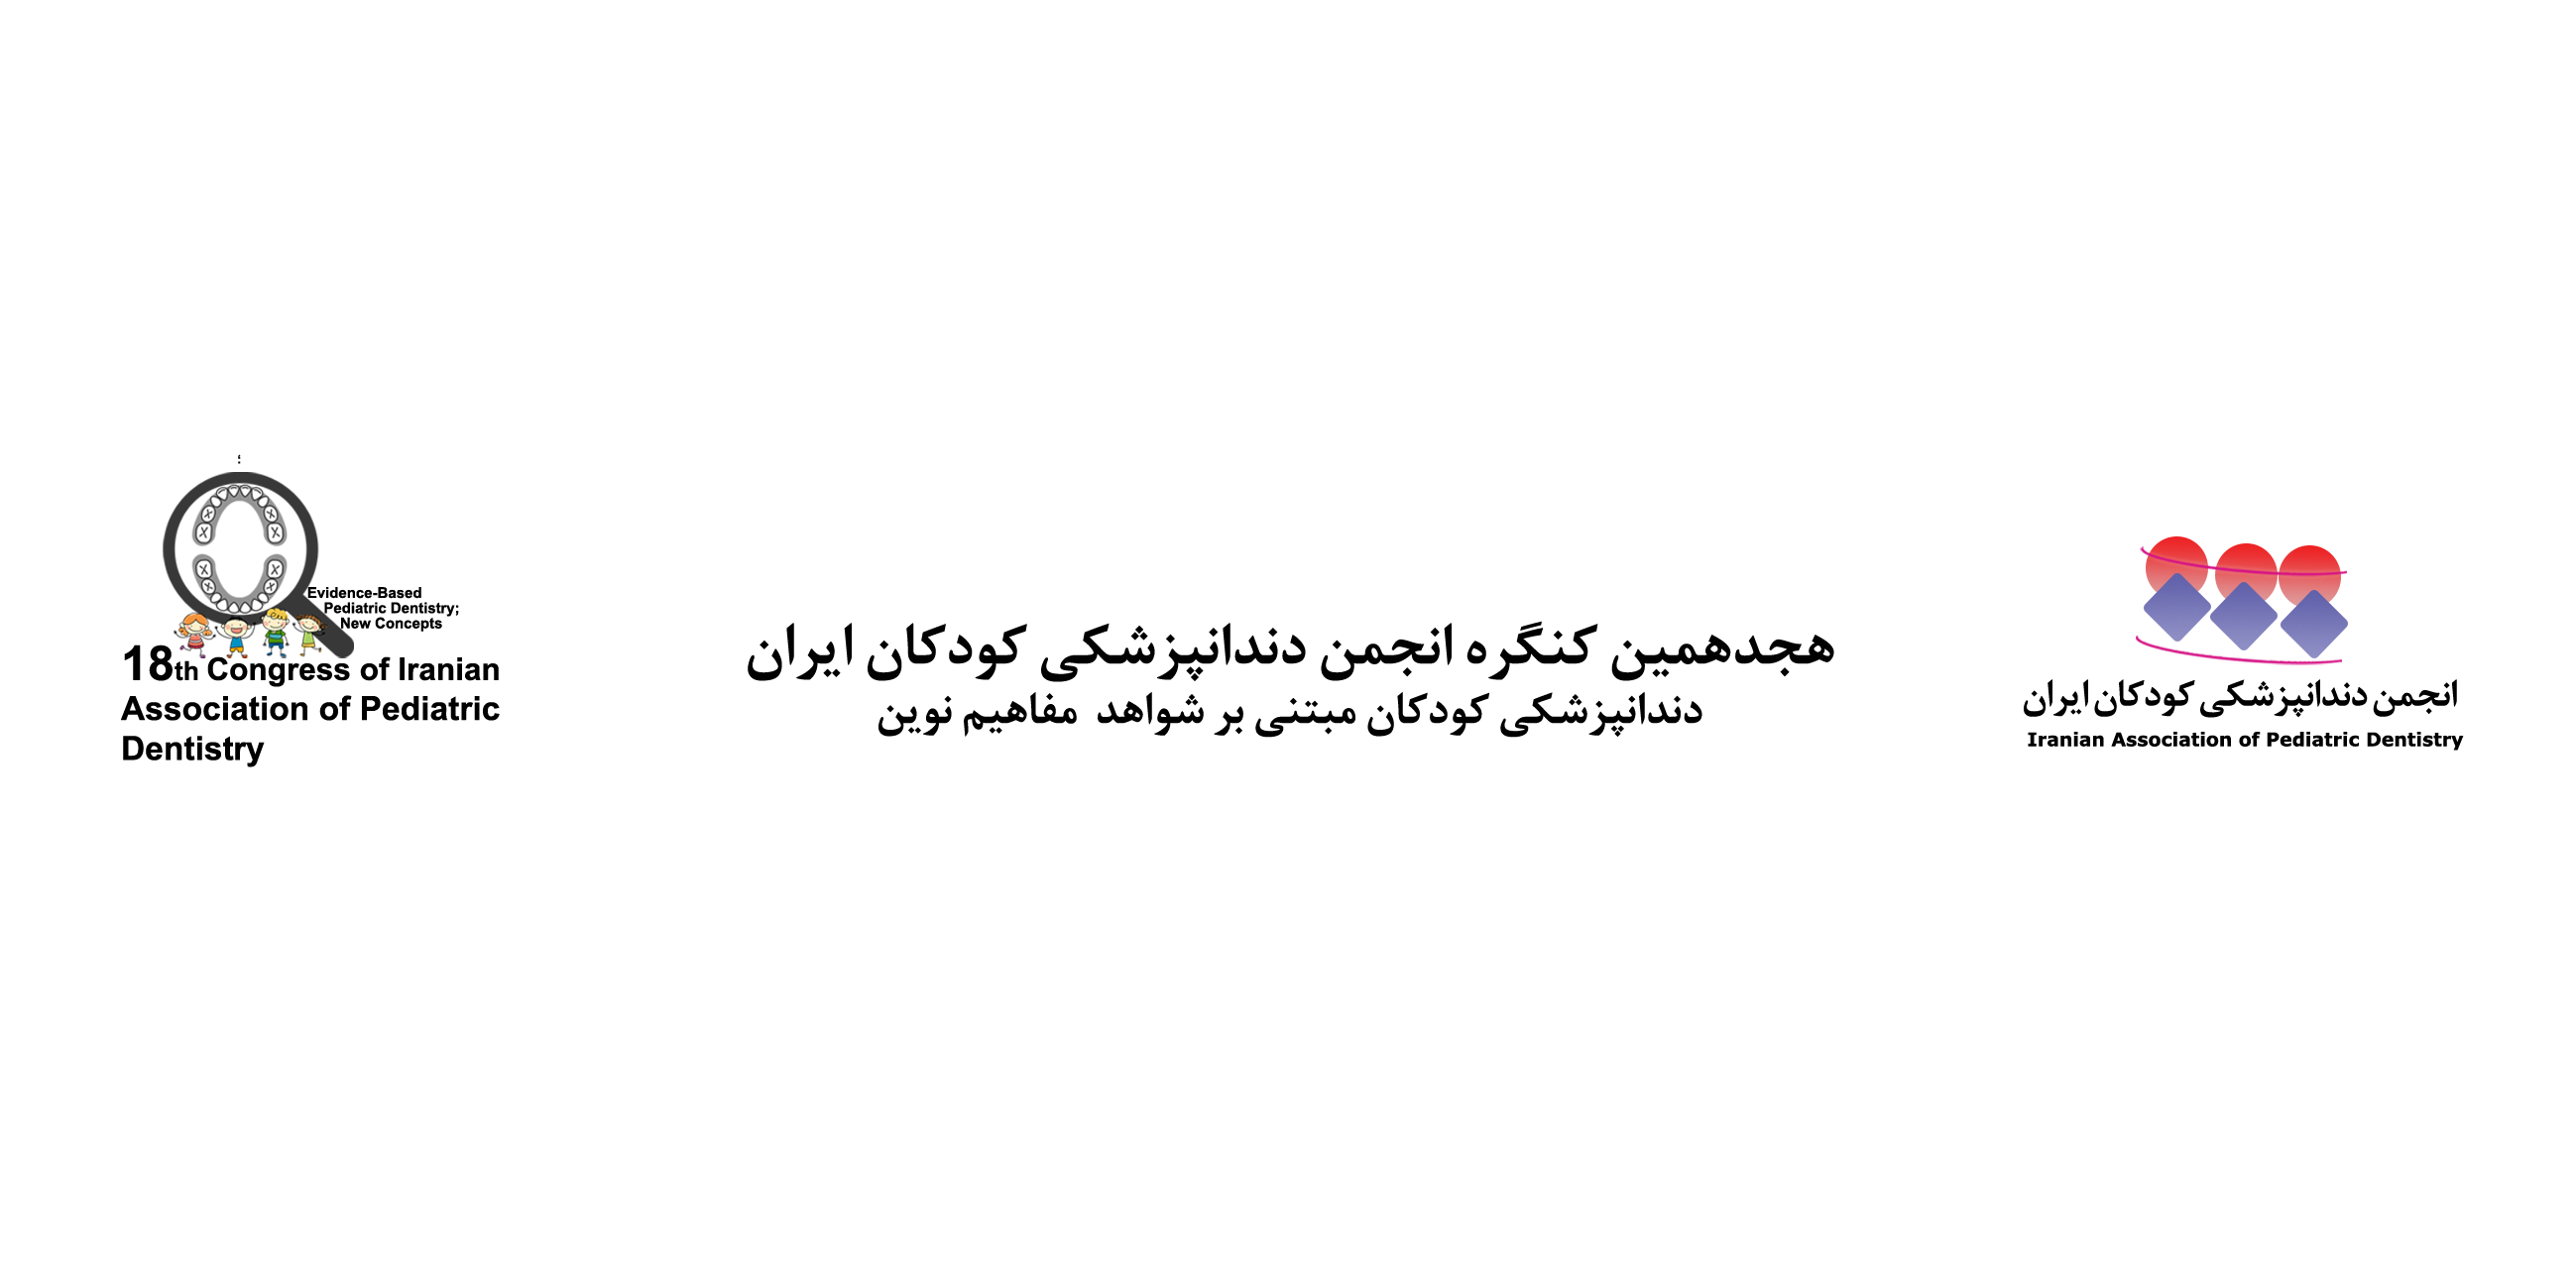 ؛
Evidence-Based
Pediatric Dentistry;
New Concepts
18th Congress of Iranian
Association of Pediatric
Dentistry
هجدهمین کنگره انجمن دندانپزشکی کودکان ایران
دندانپزشکی کودکان مبتنی بر شواهد مفاهیم نوین
انجمن دندانپزشکی کودکان ایران
Iranian Association of Pediatric Dentistry